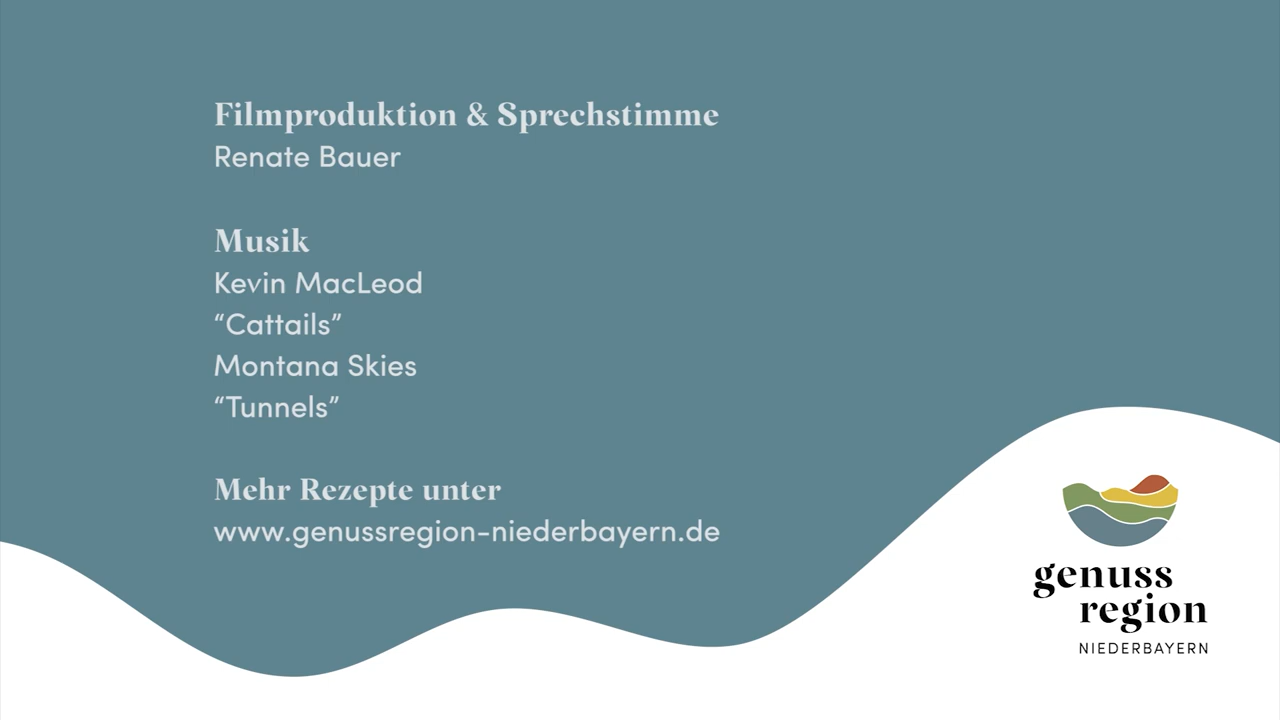 Filmproduktion & Sprechstimme
Renate Bauer
Musik
Kevin MacLeod
“Cattails”
Montana Skies
“Tunnels”
Mehr Rezepte unter
www.genussregion-niederbayern.de
genuss
region
NIEDERBAYERN